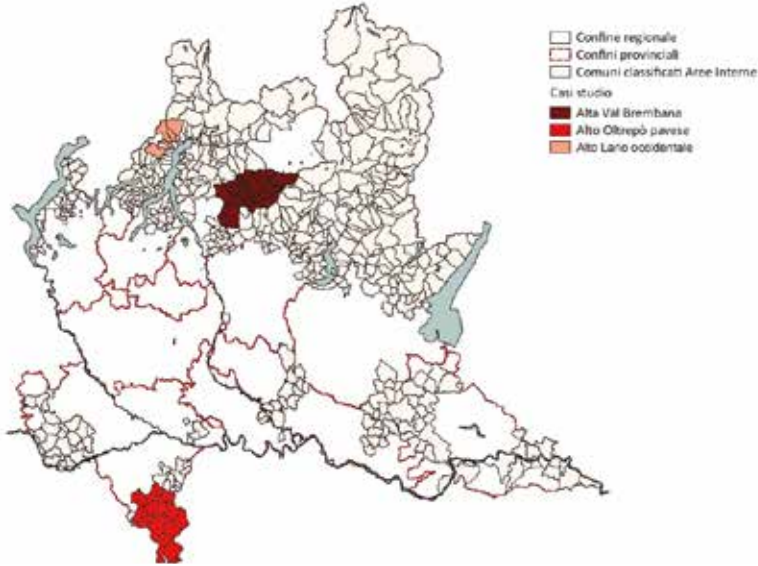 Confine regionale
Confini provinciali
Comuni classificati Aree Interne
Casi studio
Alta Val Brembana
Alto Oltrepò pavese
Alto Lario occidentale